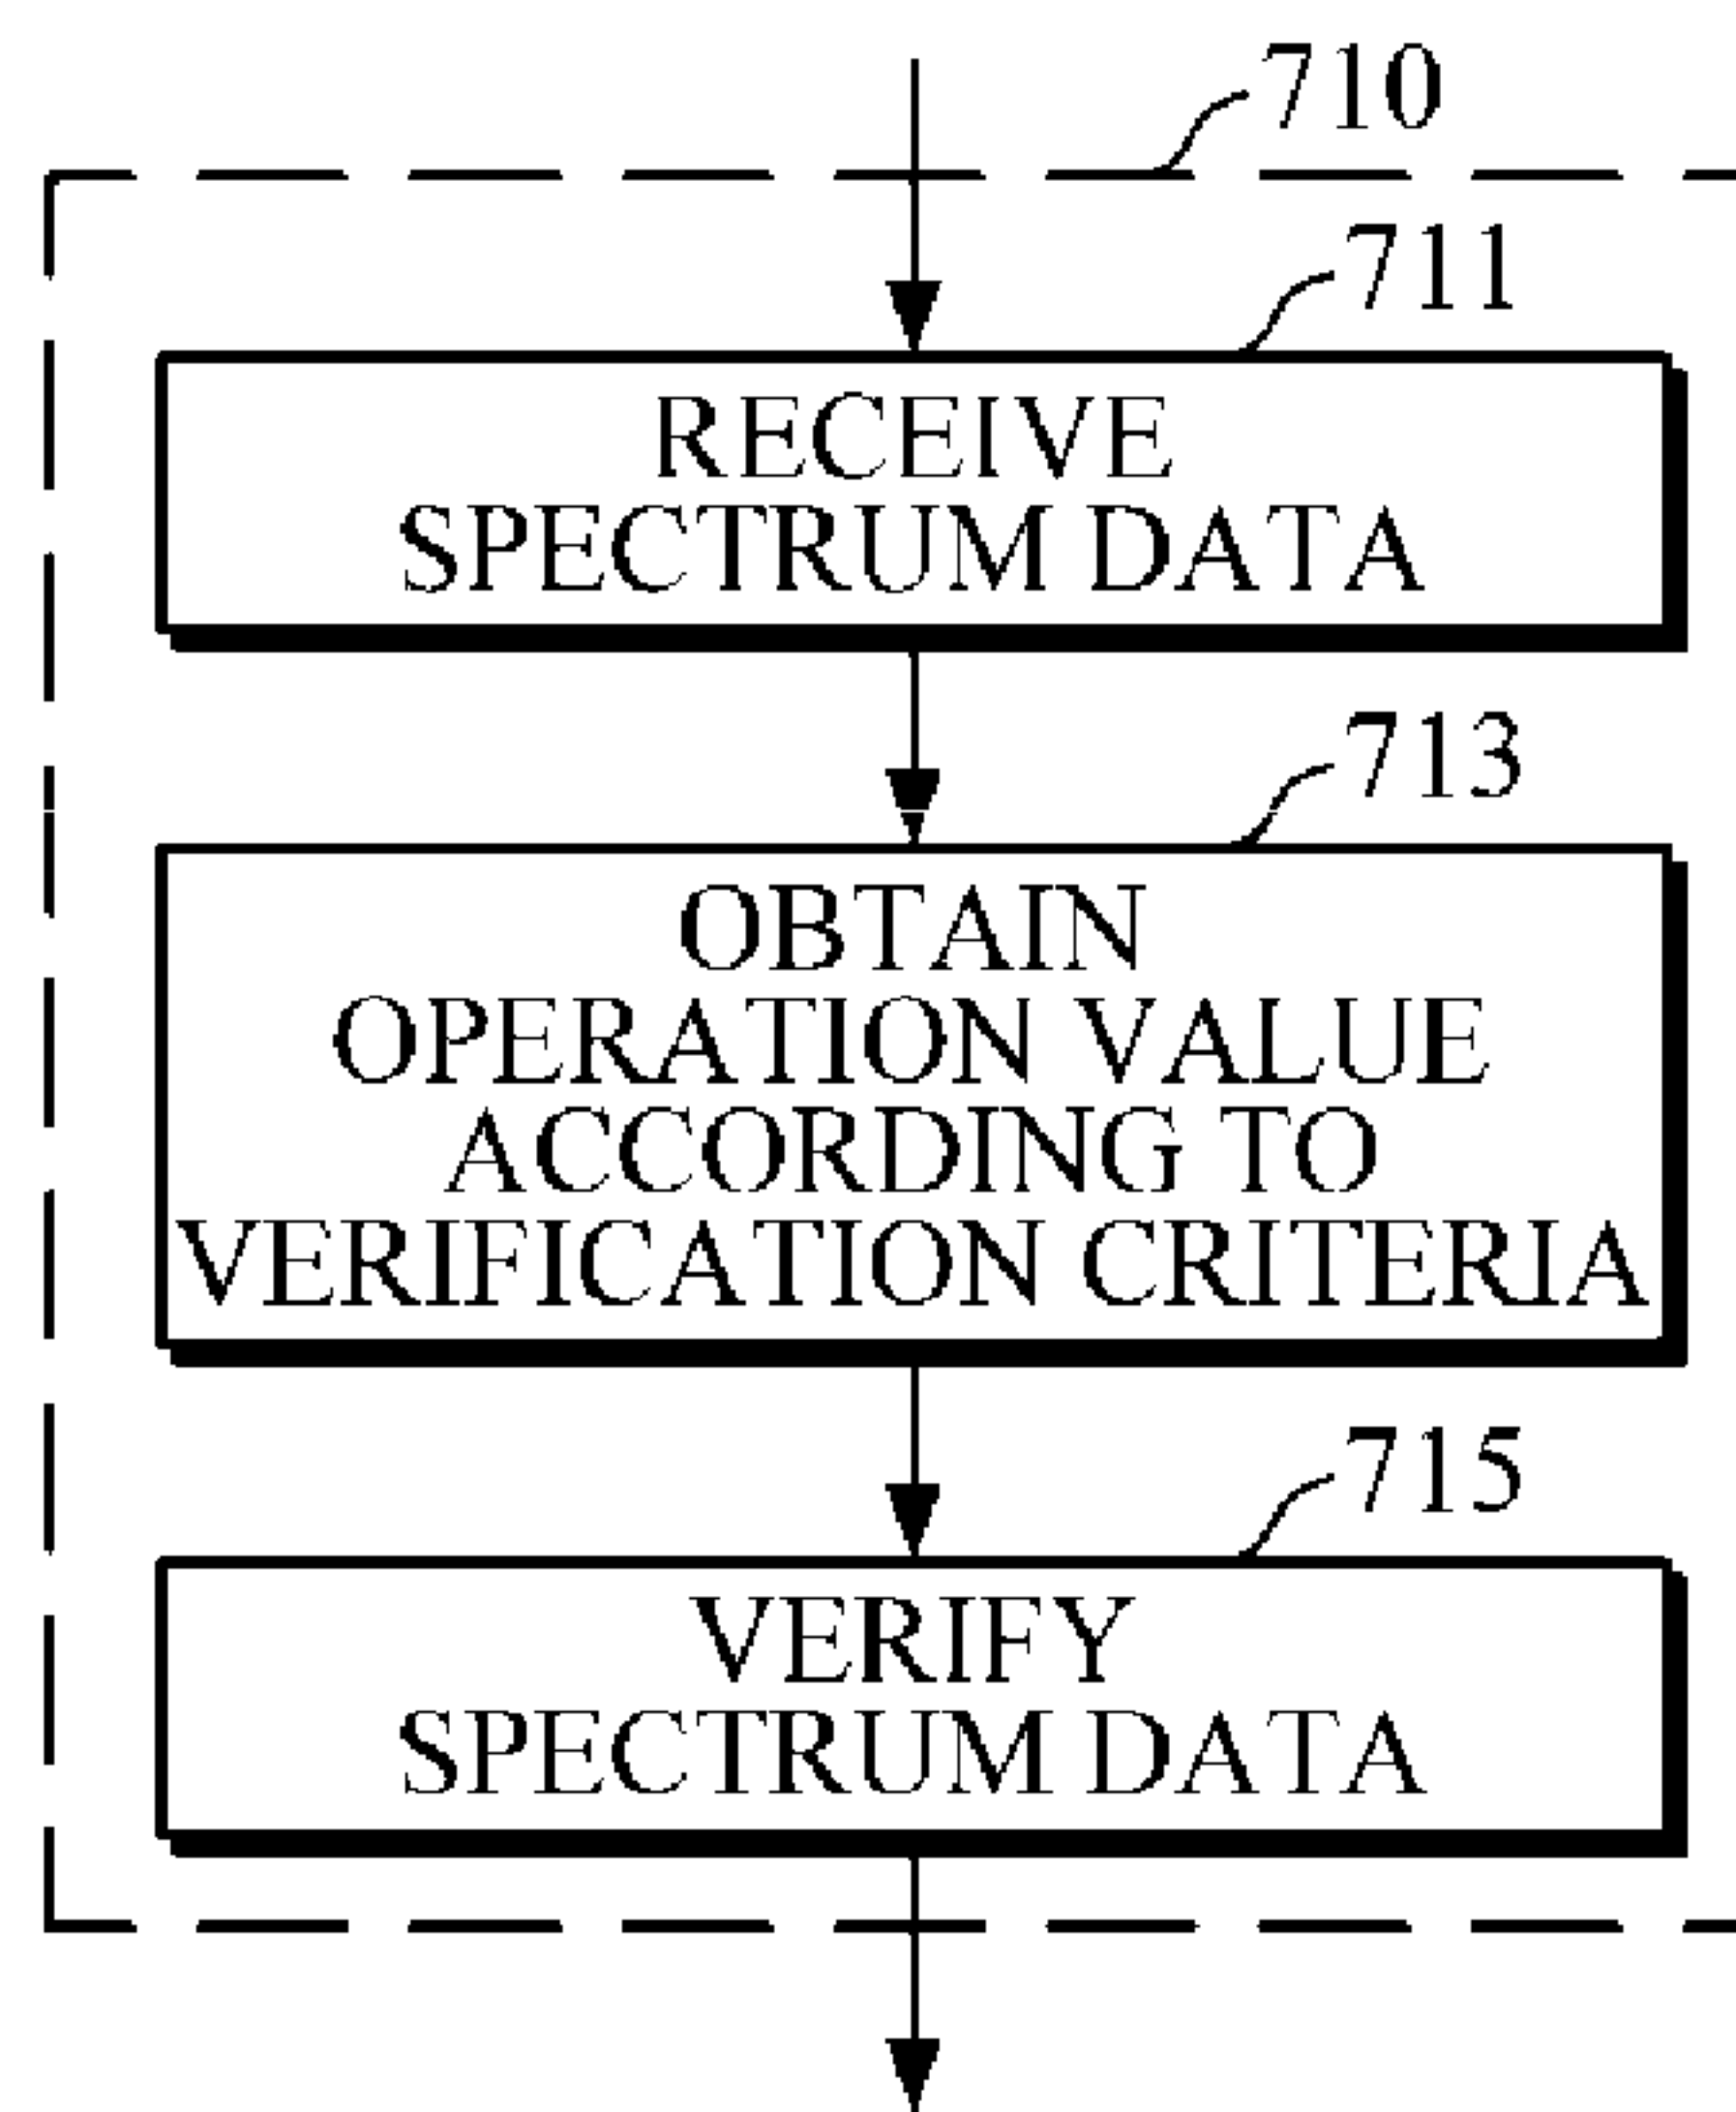 710
711
RECEIVE
SPECTRUM DATA
713
OBTAIN
OPERATION VALUE
ACCORDING TO
VERIFICATION CRITERIA
715
VERIFY
SPECTRUM DATA